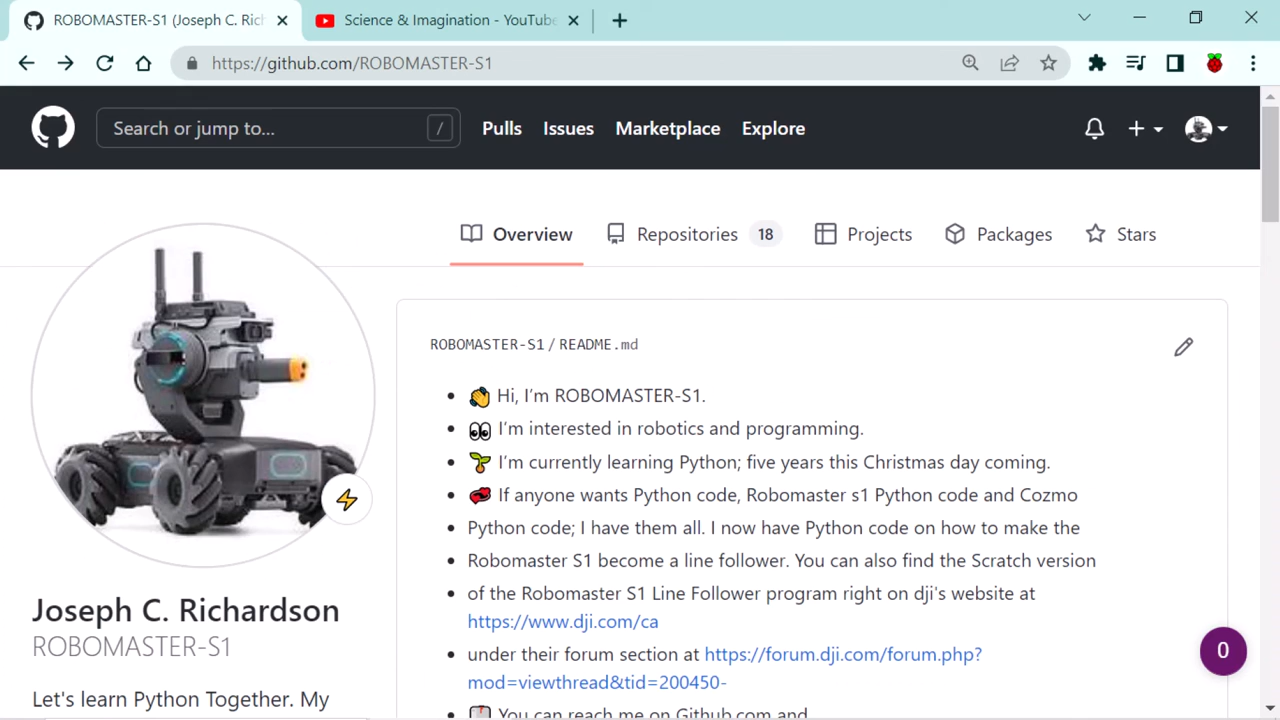 ROBOMASTER-S1 (Joseph C. Rich
Science & Imagination - YouTube
https://github.com/ROBOMASTER-S1
Search or jump to...
/
Pulls
Issues
Marketplace
Explore
Overview
Repositories 18
Projects
Packages
Stars
ROBOMASTER-S1 / README.md
Hi, I'm ROBOMASTER-S1.
I'm interested in robotics and programming.
I'm currently learning Python; five years this Christmas day coming.
If anyone wants Python code, Robomaster s1 Python code and Cozmo
Python code; I have them all. I now have Python code on how to make the
Robomaster S1 become a line follower. You can also find the Scratch version
of the Robomaster S1 Line Follower program right on dji's website at
https://www.dji.com/ca
under their forum section at https://forum.dji.com/forum.php?
mod=viewthread&tid=200450-
You can reach me on Github.com and
Joseph C. Richardson
ROBOMASTER-S1
Let's learn Python Together. My
0